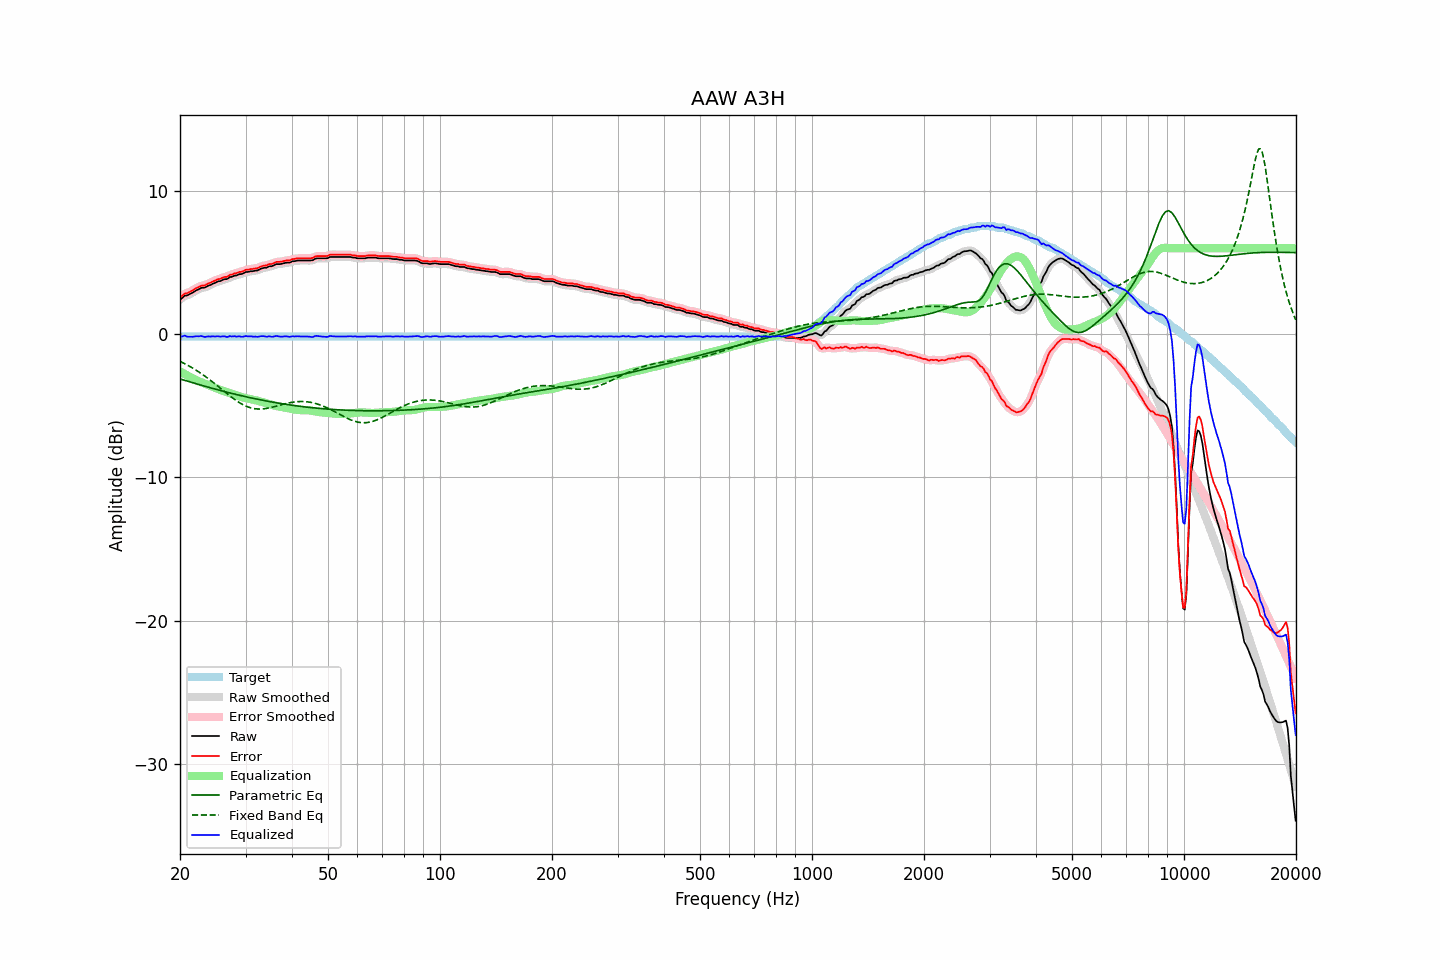 AAW A3H
10
0
−10
−20
−30
Amplitude (dBr)
20
50
100
200
500
1000
2000
5000
10000
20000
Frequency (Hz)
Target
Raw Smoothed
Error Smoothed
Raw
Error
Equalization
Parametric Eq
Fixed Band Eq
Equalized